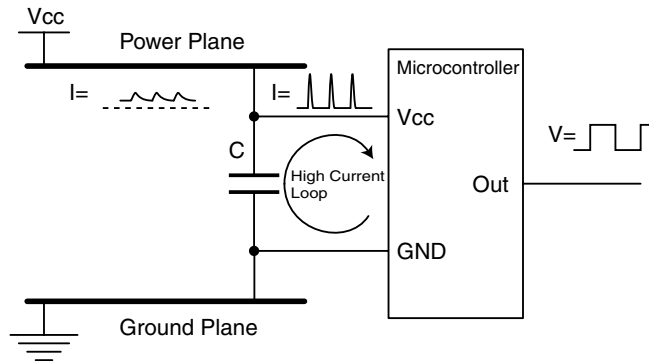 Vcc
Power Plane
I=
I=
Microcontroller
Vcc
V=
C
High Current
Loop
Out
GND
Ground Plane